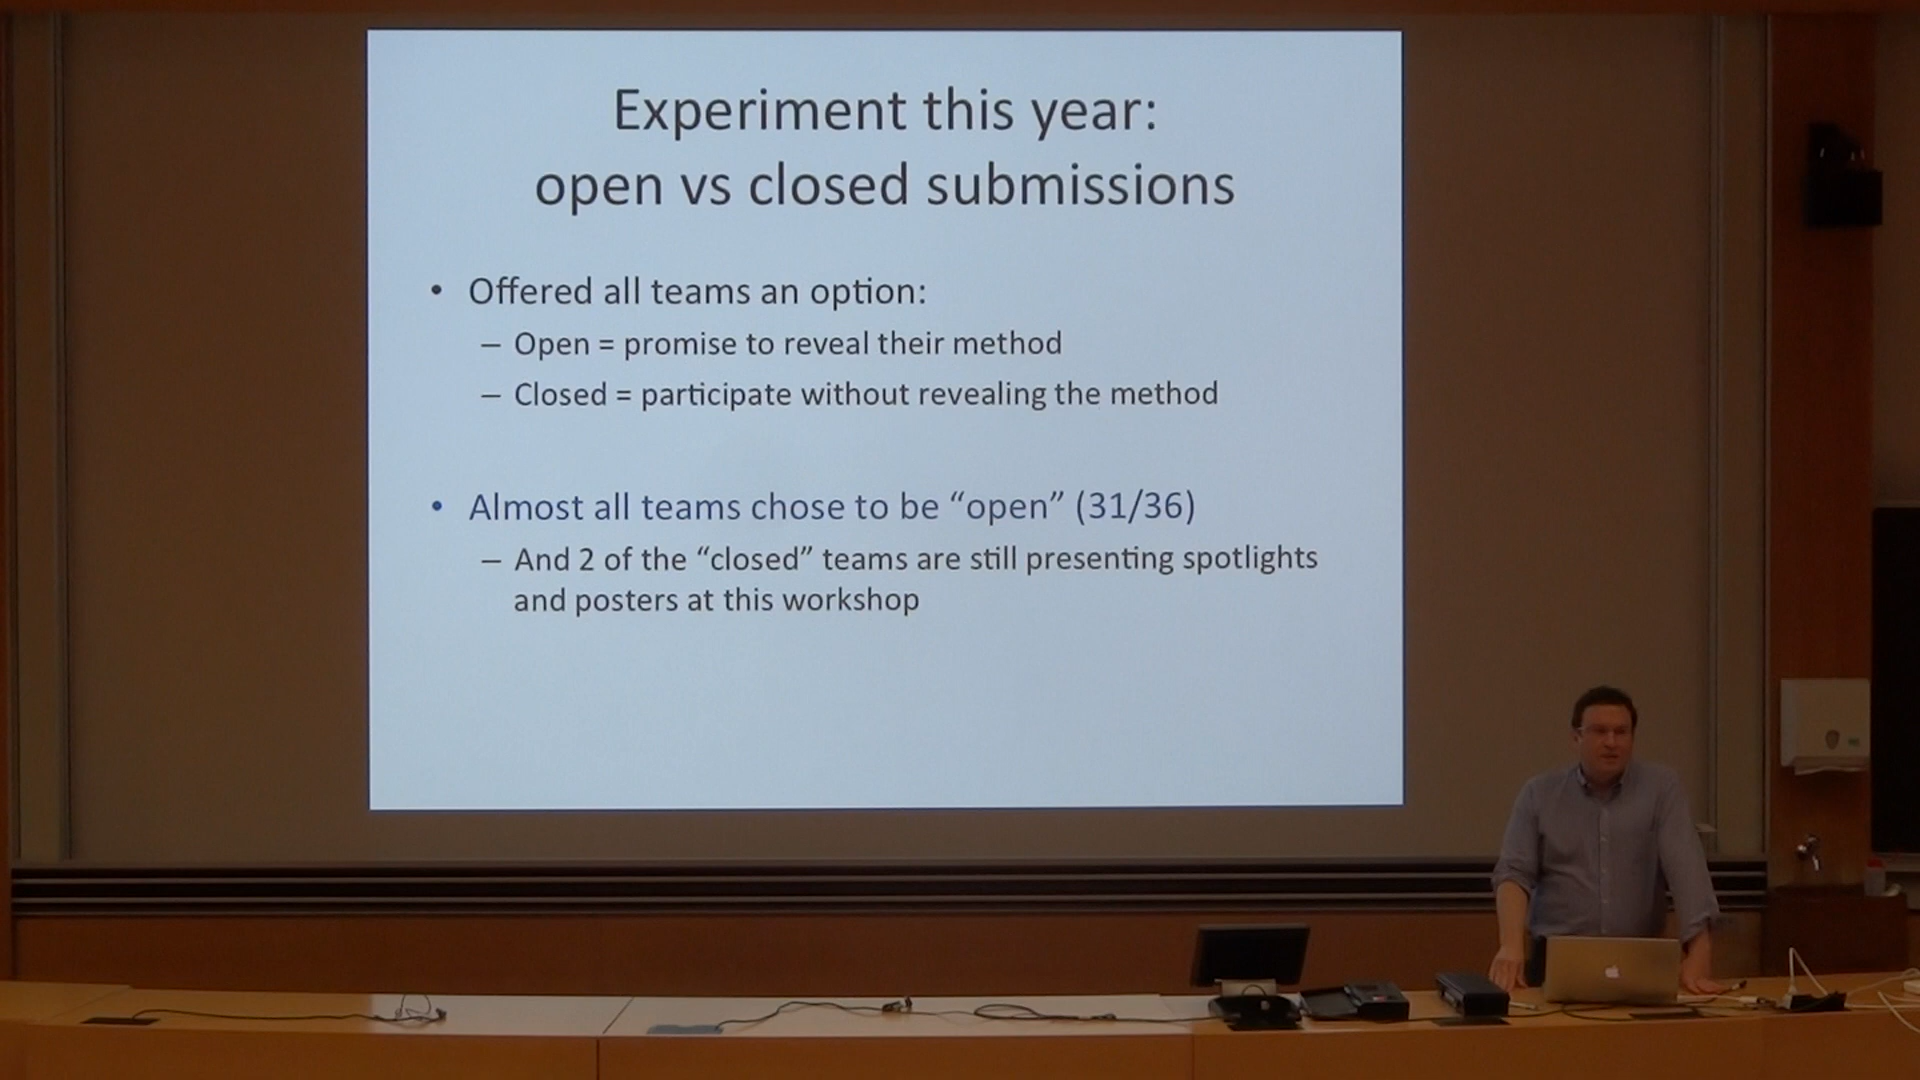 Experiment this year:
open vs closed submissions
• Offered all teams an option:
– Open = promise to reveal their method
– Closed = participate without revealing the method
• Almost all teams chose to be “open” (31/36)
– And 2 of the “closed” teams are still presenting spotlights
and posters at this workshop